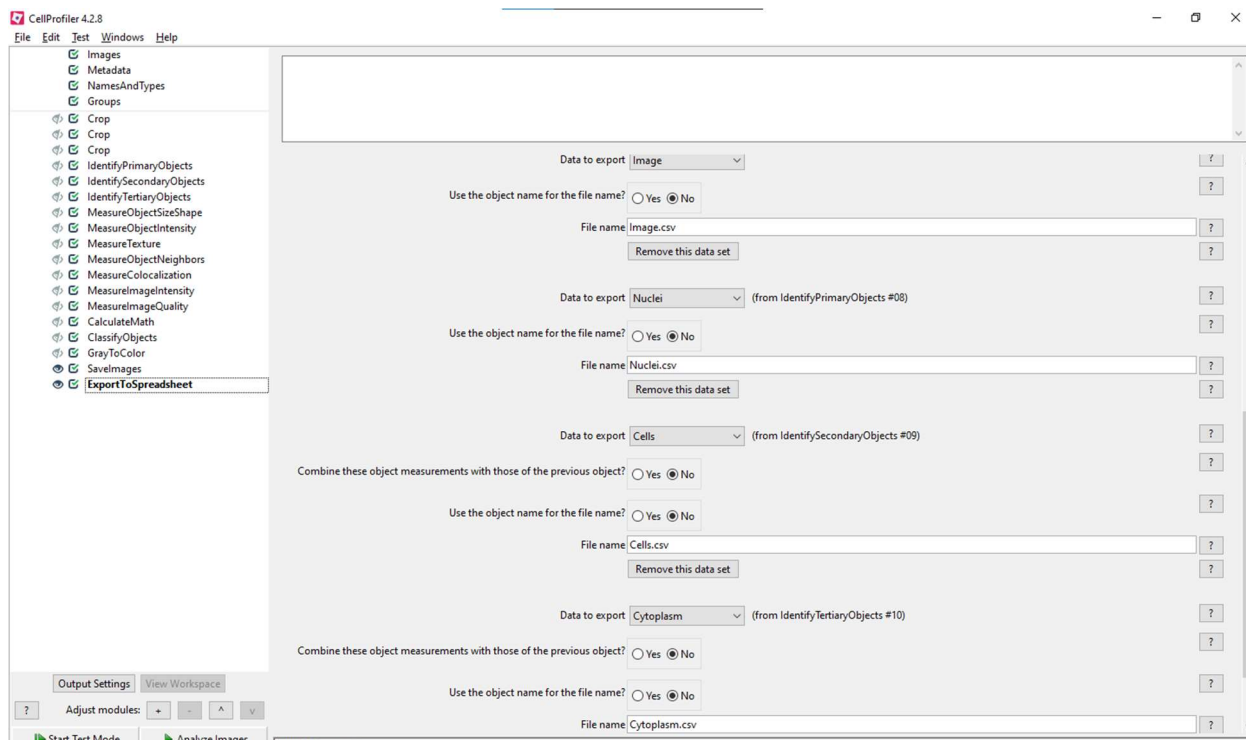 CellProfiler 4.2.8
File Edit Test Windows Help
Images
Metadata
NamesAndTypes
Groups
Crop
Crop
Crop
IdentifyPrimaryObjects
IdentifySecondaryObjects
IdentifyTertiaryObjects
MeasureObjectSizeShape
MeasureObjectIntensity
MeasureTexture
MeasureObjectNeighbors
MeasureColocalization
MeasureImageIntensity
MeasureImageQuality
CalculateMath
ClassifyObjects
GrayToColor
SaveImages
ExportToSpreadsheet
Output Settings View Workspace
? Adjust modules: + - ^ v
Start Test Mode Analyze Images
Data to export Image ?
Use the object name for the file name? Yes No ?
File name Image.csv ?
Remove this data set ?
Data to export Nuclei (from IdentifyPrimaryObjects #08) ?
Use the object name for the file name? Yes No ?
File name Nuclei.csv ?
Remove this data set ?
Data to export Cells (from IdentifySecondaryObjects #09) ?
Combine these object measurements with those of the previous object? Yes No ?
Use the object name for the file name? Yes No ?
File name Cells.csv ?
Remove this data set ?
Data to export Cytoplasm (from IdentifyTertiaryObjects #10) ?
Combine these object measurements with those of the previous object? Yes No ?
Use the object name for the file name? Yes No ?
File name Cytoplasm.csv ?